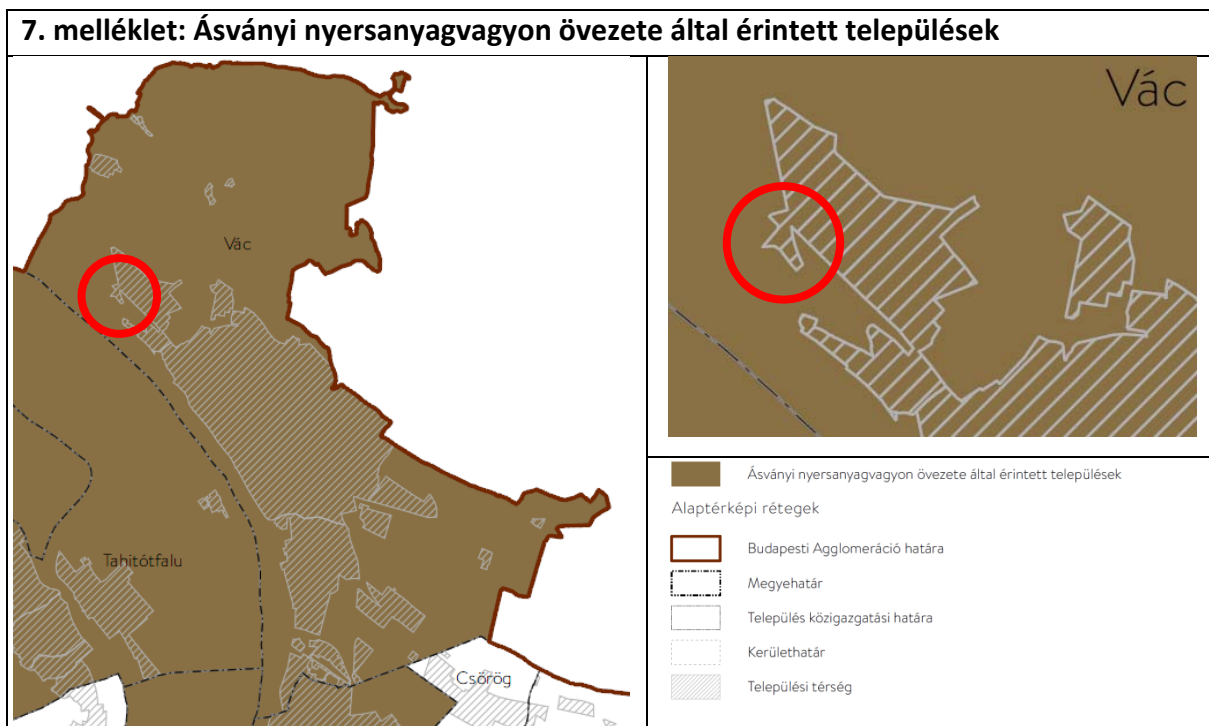 7. melléklet: Ásványi nyersanyagvagyon övezete által érintett települések
Vác
Tahitótfalu
Csörög
Vác
Ásványi nyersanyagvagyon övezete által érintett települések
Alaptérképi rétegek
Budapesti Agglomeráció határa
Megyehatár
Település közigazgatási határa
Kerülethatár
Települési térség